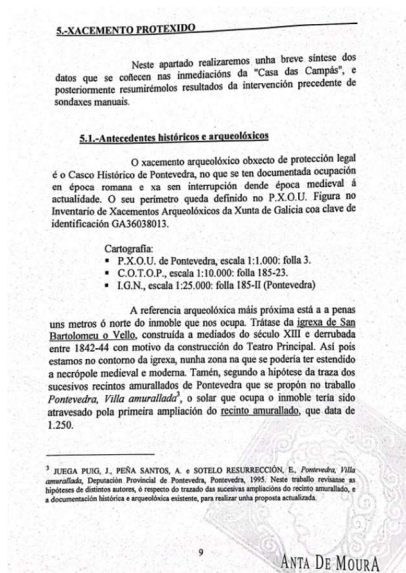 5.-XACEMENTO PROTEXIDO
Neste apartado realizaremos unha breve síntese dos
datos que se coñecen nas inmediacións da "Casa das Campás", e
posteriormente resumirémolos resultados da intervención precedente de
sondaxes manuais.
5.1.-Antecedentes históricos e arqueolóxicos
O xacemento arqueolóxico obxecto de protección legal
é o Casco Histórico de Pontevedra, no que se ten documentada ocupación
en época romana e xa sen interrupción dende época medieval á
actualidade. O seu perímetro queda definido no P.X.O.U. Figura no
Inventario de Xacementos Arqueolóxicos da Xunta de Galicia coa clave de
identificación GA36038013.
Cartografía:
▪ P.X.O.U. de Pontevedra, escala 1:1.000: folla 3.
▪ C.O.T.O.P., escala 1:10.000: folla 185-23.
▪ I.G.N., escala 1:25.000: folla 185-II (Pontevedra)
A referencia arqueolóxica máis próxima está a a penas
uns metros ó norte do inmoble que nos ocupa. Trátase da igrexa de San
Bartolomeu o Vello, construída a mediados do século XIII e derrubada
entre 1842-44 con motivo da construcción do Teatro Principal. Así pois
estamos no contorno da igrexa, nunha zona na que se podería ter estendido
a necrópole medieval e moderna. Tamén, segundo a hipótese da traza dos
sucesivos recintos amurallados de Pontevedra que se propón no traballo
Pontevedra, Villa amurallada³, o solar que ocupa o inmoble tería sido
atravesado pola primeira ampliación do recinto amurallado, que data de
1.250.
³ JUEGA PUIG, J., PEÑA SANTOS, A. e SOTELO RESURRECCIÓN, E., Pontevedra, Villa
amurallada, Deputación Provincial de Pontevedra, Pontevedra, 1995. Neste traballo revísanse as
hipóteses de distintos autores, ó respecto do trazado das sucesivas ampliacións do recinto amurallado, e
a documentación histórica e arqueolóxica existente, para realizar unha proposta actualizada.
9
ANTA DE MOURA